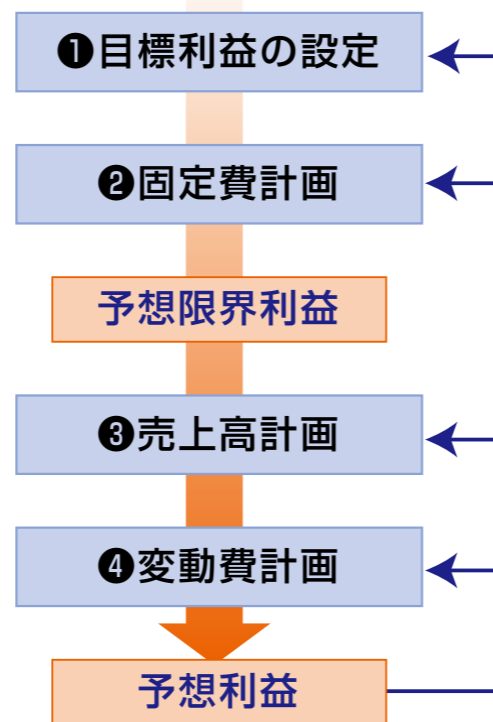 ❶目標利益の設定
❷固定費計画
予想限界利益
❸売上高計画
❹変動費計画
予想利益